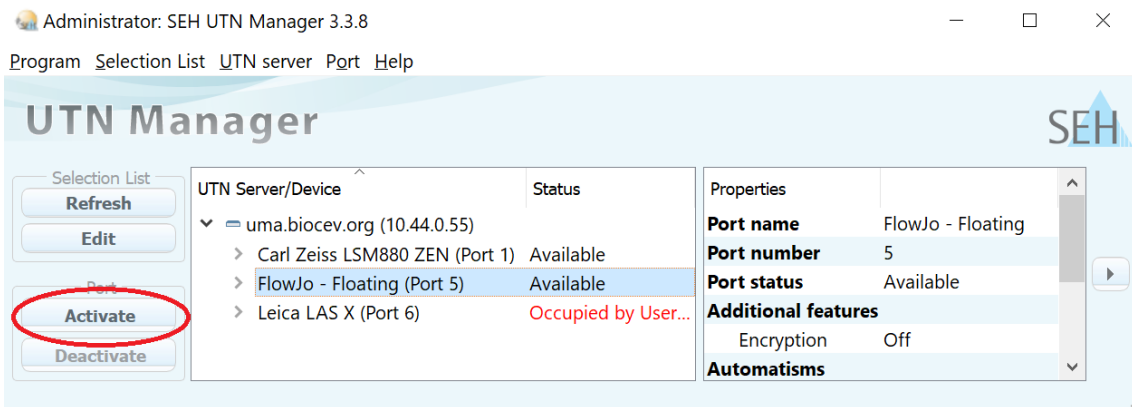 Administrator: SEH UTN Manager 3.3.8
Program Selection List UTN server Port Help
UTN Manager
SEH
Selection List
Refresh
Edit
Port
Activate
Deactivate
UTN Server/Device Status
uma.biocev.org (10.44.0.55)
Carl Zeiss LSM880 ZEN (Port 1) Available
FlowJo - Floating (Port 5) Available
Leica LAS X (Port 6) Occupied by User...
Properties
Port name FlowJo - Floating
Port number 5
Port status Available
Additional features
Encryption Off
Automatisms